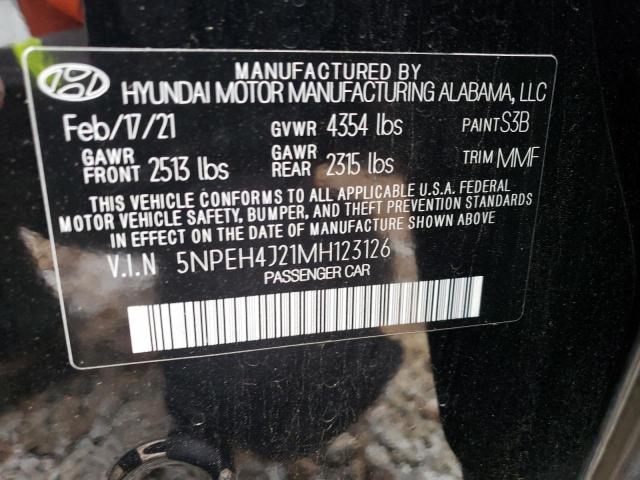 MANUFACTURED BY
HYUNDAI MOTOR MANUFACTURING ALABAMA, LLC
Feb/17/21 GVWR 4354 lbs PAINT S3B
GAWR FRONT 2513 lbs GAWR REAR 2315 lbs TRIM MMF
THIS VEHICLE CONFORMS TO ALL APPLICABLE U.S.A. FEDERAL
MOTOR VEHICLE SAFETY, BUMPER, AND THEFT PREVENTION STANDARDS
IN EFFECT ON THE DATE OF MANUFACTURE SHOWN ABOVE
V.I.N 5NPEH4J21MH123126
PASSENGER CAR